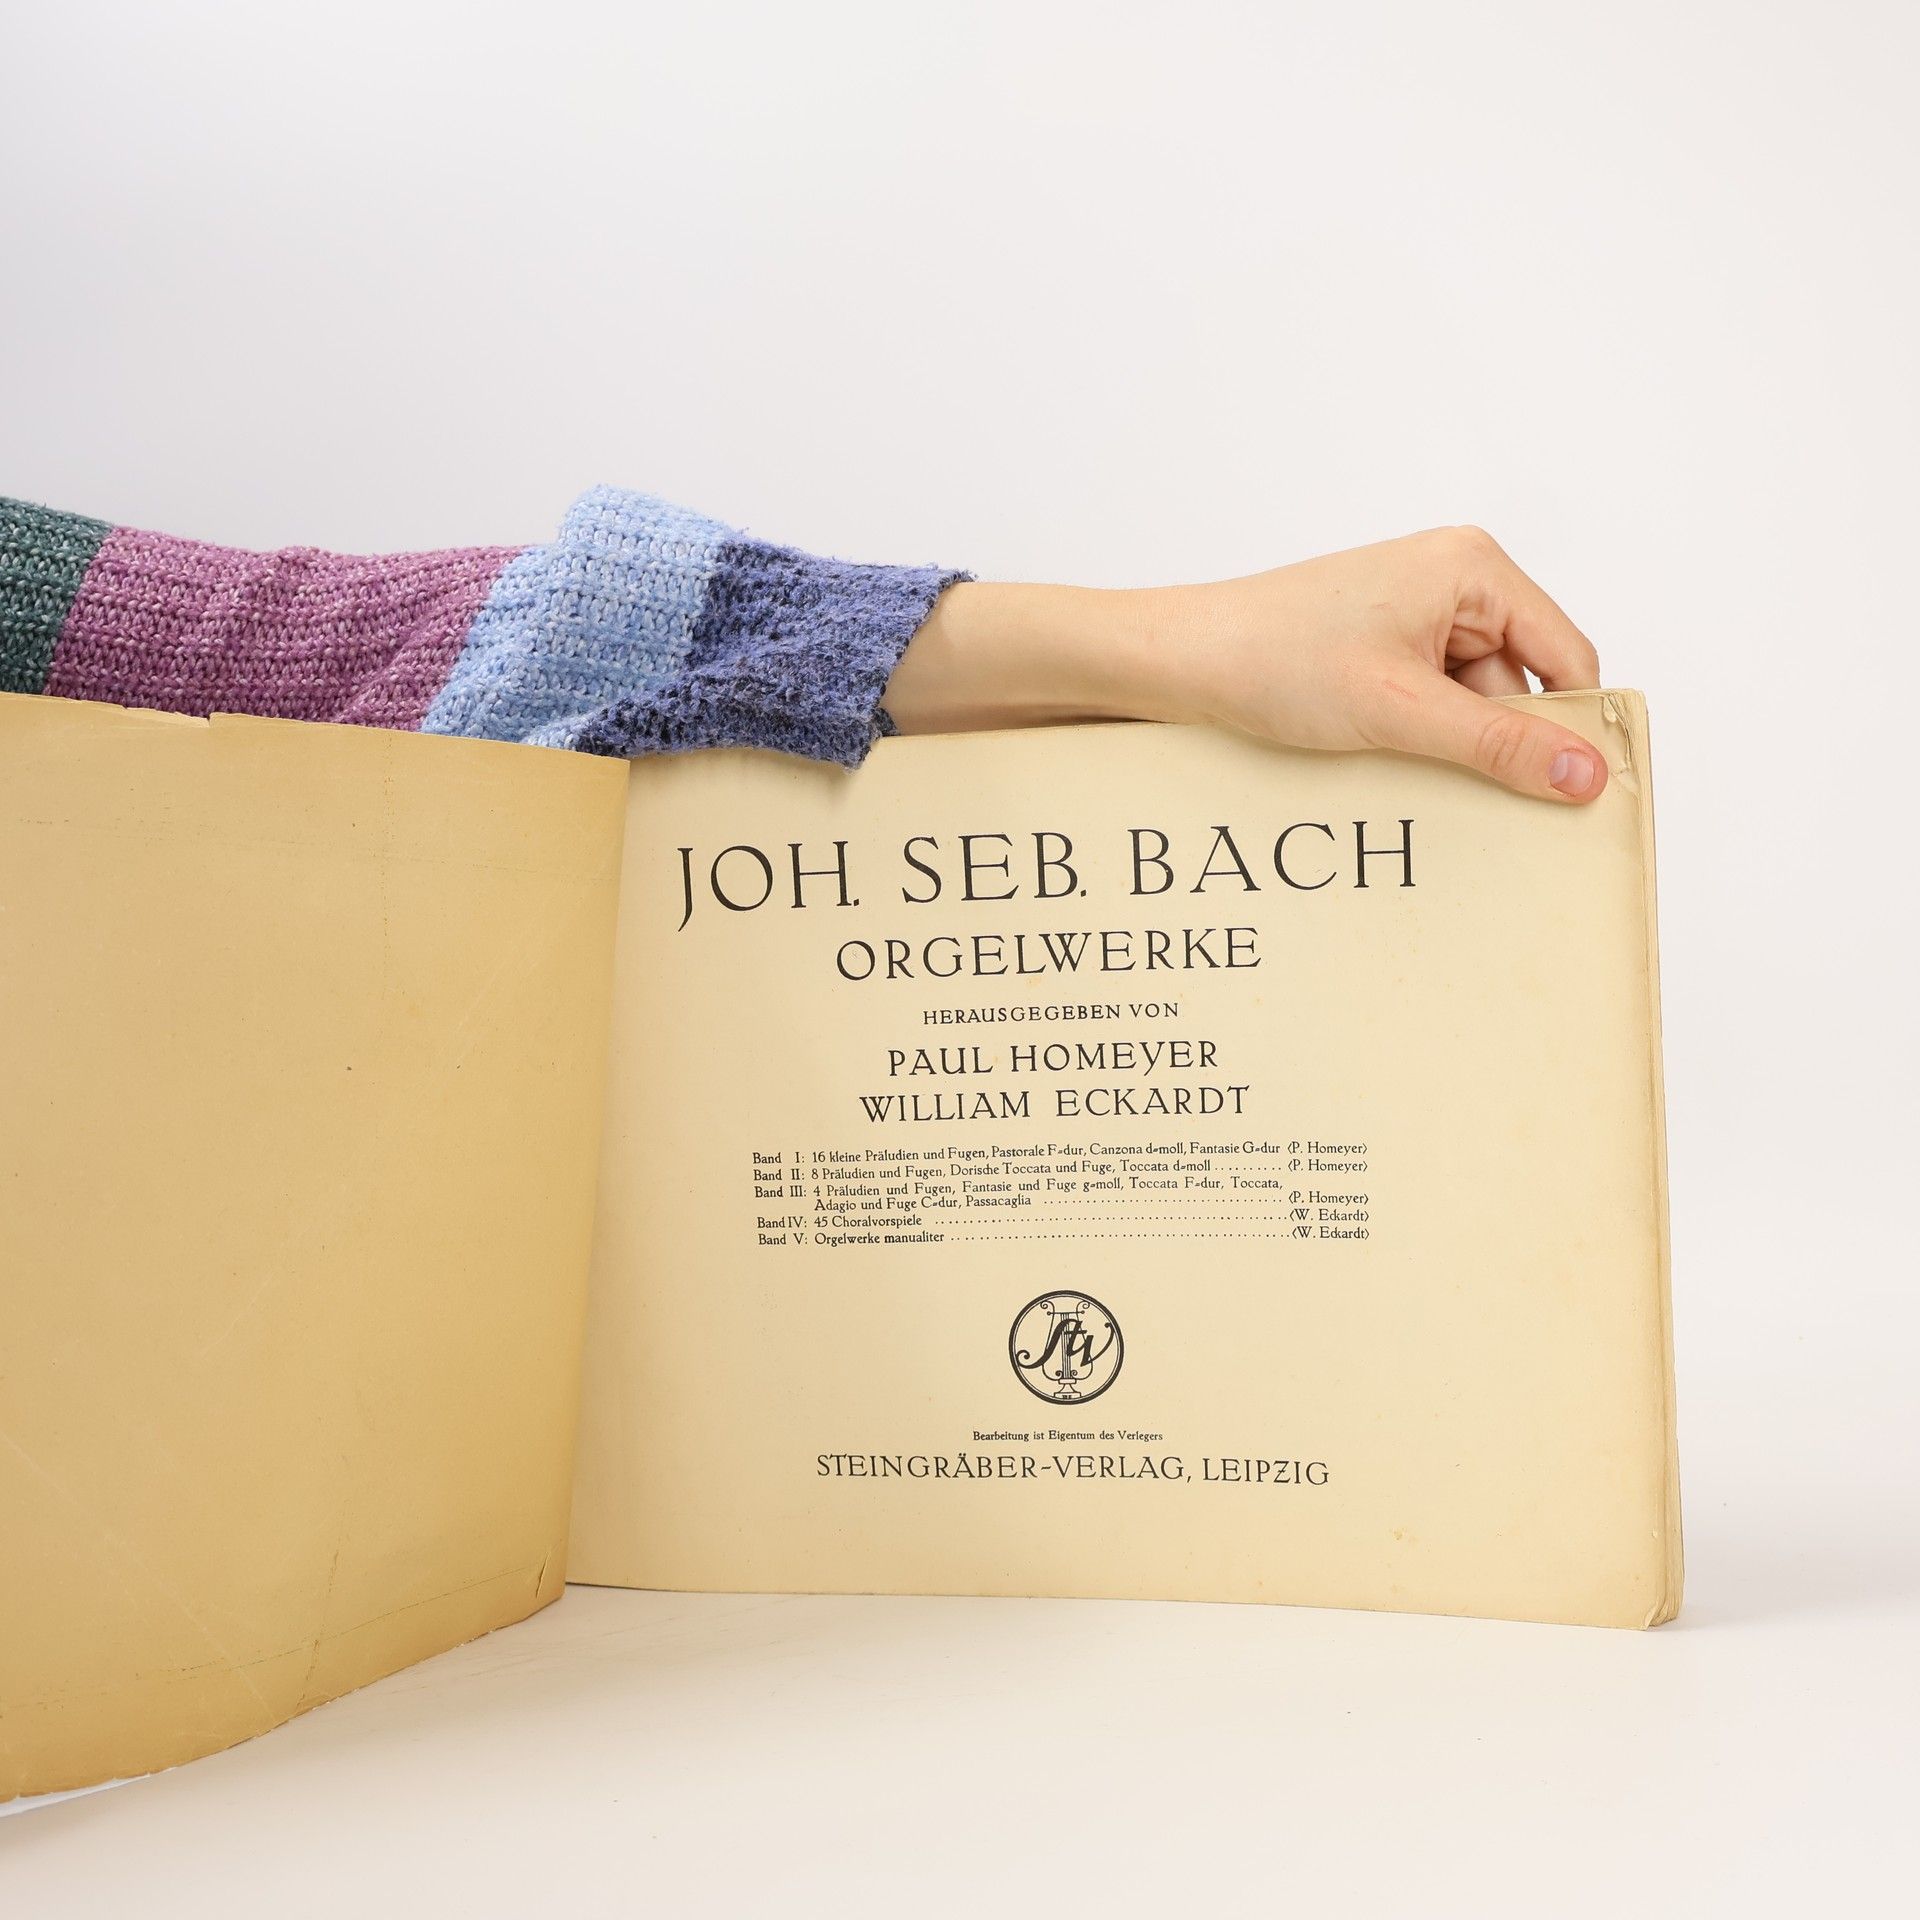 JOH. SEB. BACH
ORGELWERKE
HERAUSGEGEBEN VON
PAUL HOMEYER
WILLIAM ECKARDT
Band I: 16 kleine Präludien und Fugen, Pastorale F=dur, Canzona d=moll, Fantasie G=dur (P. Homeyer)
Band II: 8 Präludien und Fugen, Dorische Toccata und Fuge, Toccata d=moll .......... (P. Homeyer)
Band III: 4 Präludien und Fugen, Fantasie und Fuge g=moll, Toccata F=dur, Toccata,
Adagio und Fuge C=dur, Passacaglia .................................. (P. Homeyer)
Band IV: 45 Choralvorspiele .................................................. (W. Eckardt)
Band V: Orgelwerke manualiter ................................................ (W. Eckardt)
StV
Bearbeitung ist Eigentum des Verlegers
STEINGRÄBER-VERLAG, LEIPZIG